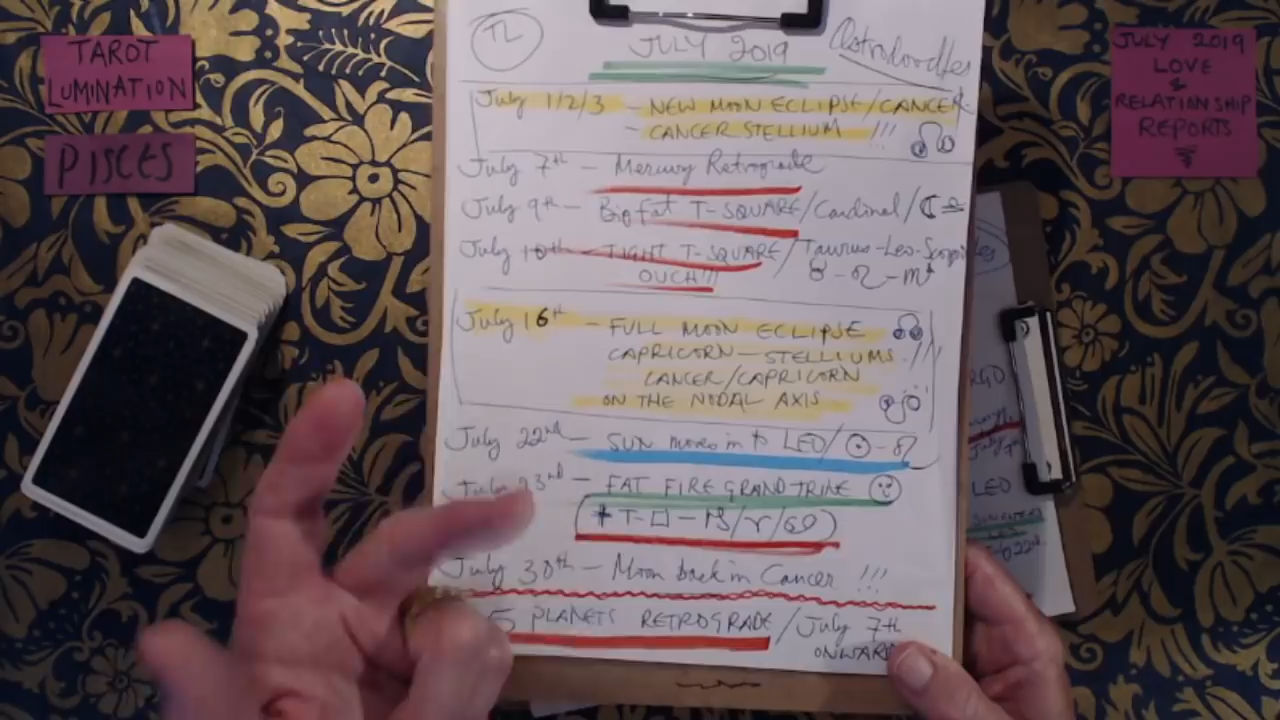 TAROT
LUMINATION
PISCES
TL
JULY 2019
Astrodoodles
July 1/2/3 – NEW MOON ECLIPSE/CANCER
– CANCER STELLIUM !!!
July 7th – Mercury Retrograde
July 9th – Big fat T-SQUARE/Cardinal/☾♎
July 10th – TIGHT T-SQUARE/Taurus-Leo-Scorpio
OUCH!!! ♉-♌-♏
July 16th – FULL MOON ECLIPSE ☊
CAPRICORN – STELLIUMS !!!
CANCER/CAPRICORN
ON THE NODAL AXIS
July 22nd – SUN moves into LEO/☉-♌
July 23rd – FAT FIRE GRAND TRINE
July 30th – Moon back in Cancer !!!
5 PLANETS RETROGRADE/July 7th
ONWARD
JULY 2019
LOVE
&
RELATIONSHIP
REPORTS
LEO